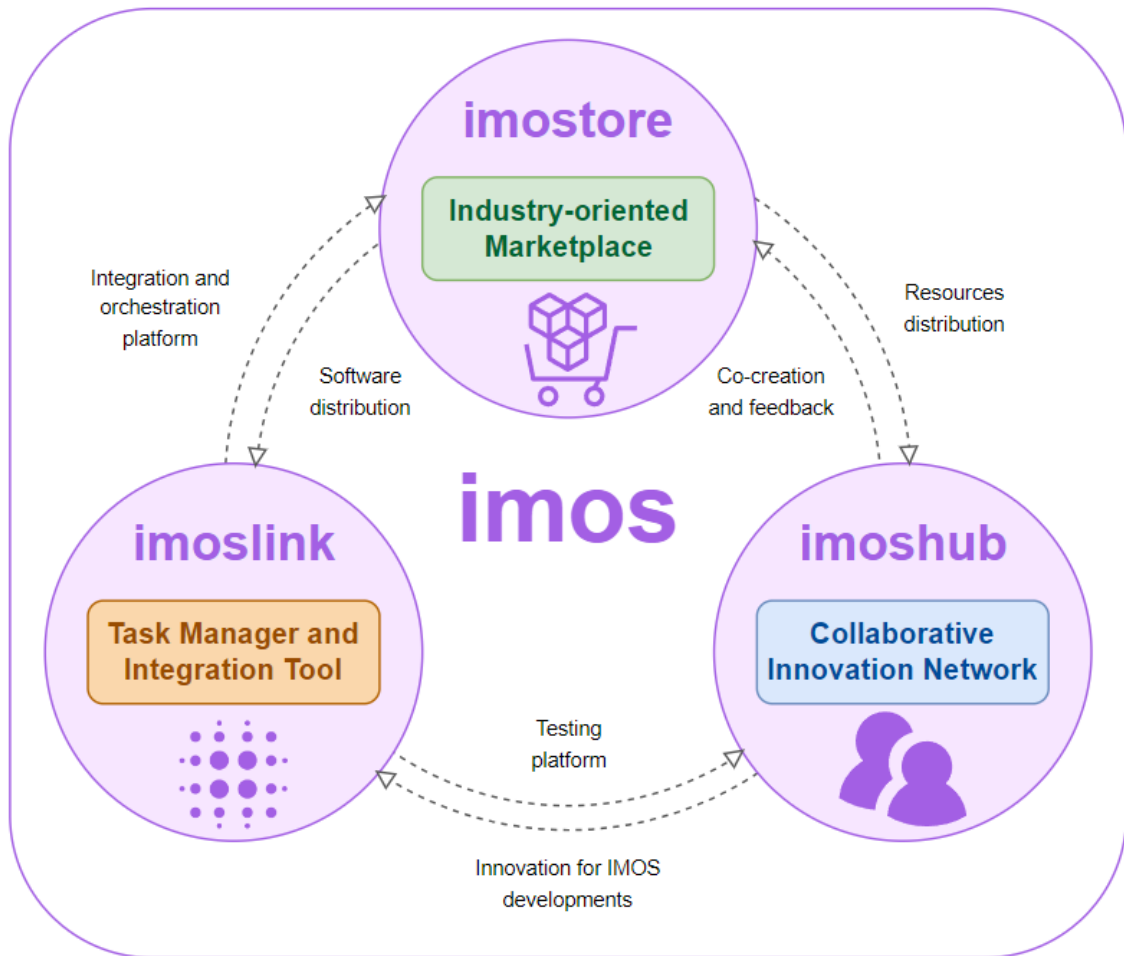 imostore
Industry-oriented
Marketplace
Integration and
orchestration
platform
Software
distribution
Resources
distribution
Co-creation
and feedback
imos
imoslink
Task Manager and
Integration Tool
imoshub
Collaborative
Innovation Network
Testing
platform
Innovation for IMOS
developments